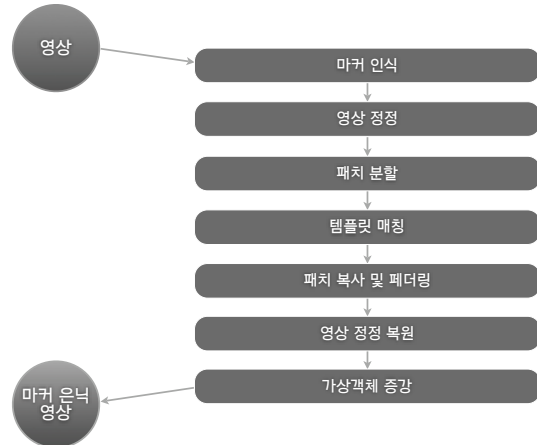 영상
마커 인식
영상 정정
패치 분할
템플릿 매칭
패치 복사 및 페더링
영상 정정 복원
가상객체 증강
마커 은닉
영상